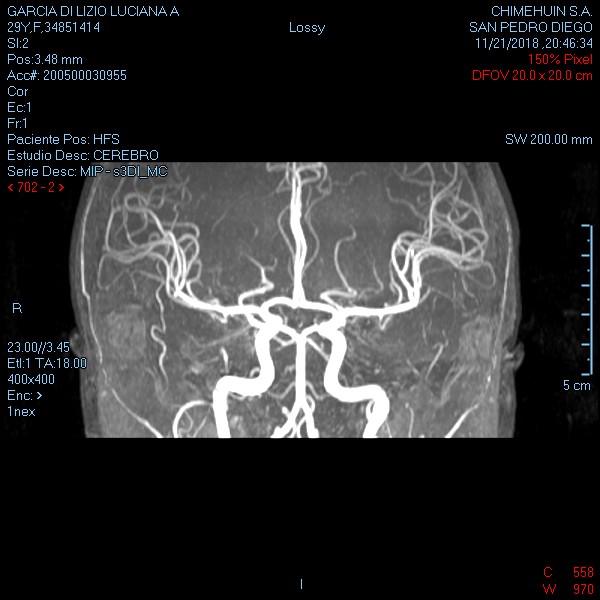 GARCIA DI LIZIO LUCIANA A
29Y,F,34851414
Sl:2
Pos:3.48 mm
Acc#: 200500030955
Cor
Ec:1
Fr:1
Paciente Pos: HFS
Estudio Desc: CEREBRO
Serie Desc: MIP - s3DI_MC
< 702 - 2 >
Lossy
CHIMEHUIN S.A.
SAN PEDRO DIEGO
11/21/2018 ,20:46:34
150% Pixel
DFOV 20.0 x 20.0 cm
SW 200.00 mm
R
23.00//3.45
Etl:1 TA:18.00
400x400
Enc: >
1nex
5 cm
I
C 558
W 970